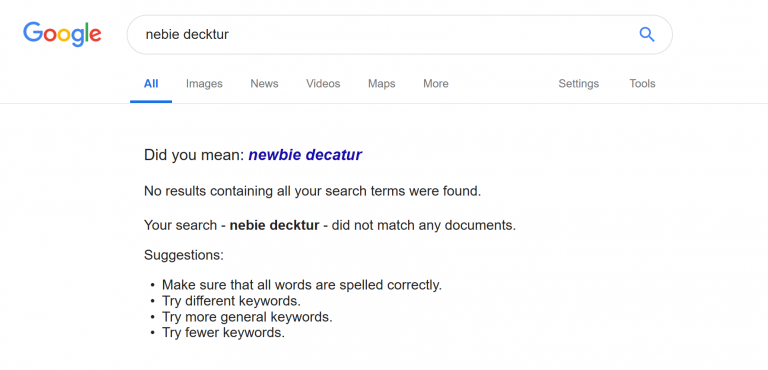 Google
nebie decktur
All Images News Videos Maps More Settings Tools
Did you mean: newbie decatur
No results containing all your search terms were found.
Your search - nebie decktur - did not match any documents.
Suggestions:
• Make sure that all words are spelled correctly.
• Try different keywords.
• Try more general keywords.
• Try fewer keywords.